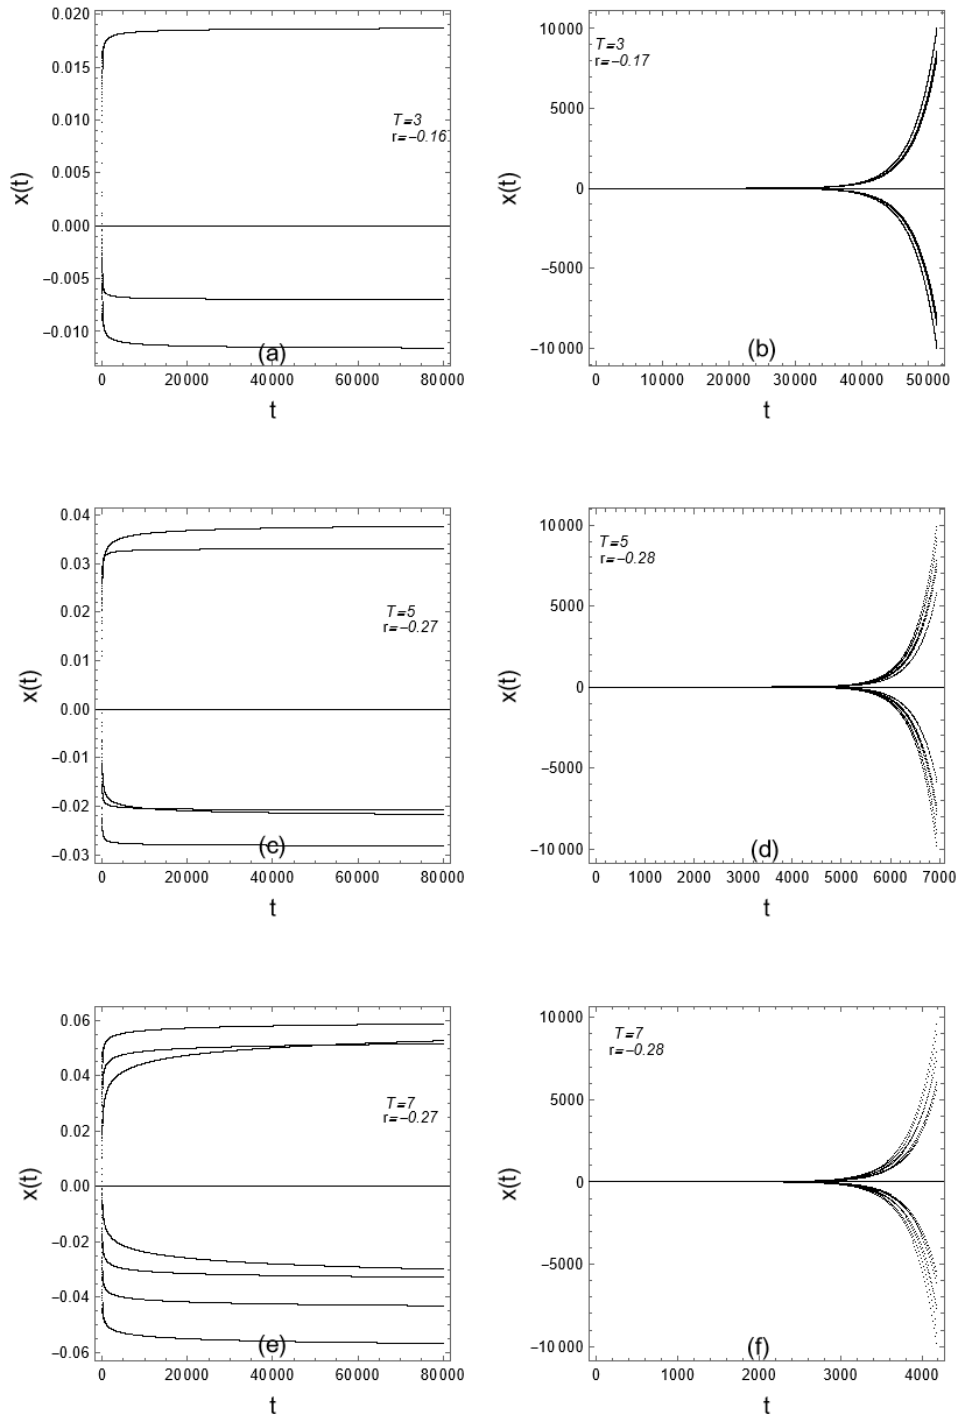 0.020
0.015
0.010
0.005
0.000
−0.005
−0.010
x(t)
T=3
r=−0.16
(a)
0 20000 40000 60000 80000
t
10000
5000
0
−5000
−10000
x(t)
T=3
r=−0.17
(b)
0 10000 20000 30000 40000 50000
t
0.04
0.03
0.02
0.01
0.00
−0.01
−0.02
−0.03
x(t)
T=5
r=−0.27
(c)
0 20000 40000 60000 80000
t
10000
5000
0
−5000
−10000
x(t)
T=5
r=−0.28
(d)
0 1000 2000 3000 4000 5000 6000 7000
t
0.06
0.04
0.02
0.00
−0.02
−0.04
−0.06
x(t)
T=7
r=−0.27
(e)
0 20000 40000 60000 80000
t
10000
5000
0
−5000
−10000
x(t)
T=7
r=−0.28
(f)
0 1000 2000 3000 4000
t